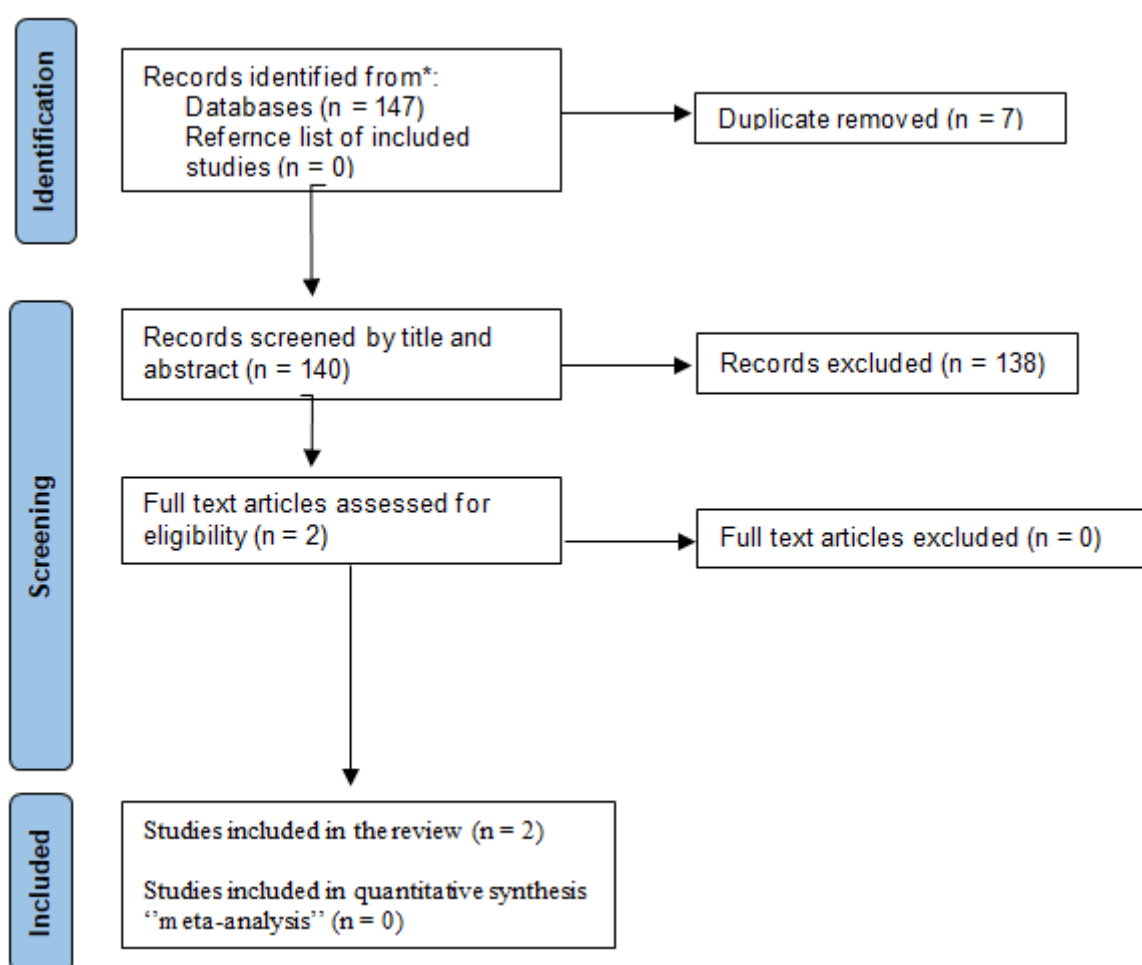 Identification
Records identified from*:
Databases (n = 147)
Refernce list of included
studies (n = 0)
Duplicate removed (n = 7)
Screening
Records screened by title and
abstract (n = 140)
Records excluded (n = 138)
Full text articles assessed for
eligibility (n = 2)
Full text articles excluded (n = 0)
Included
Studies included in the review (n = 2)
Studies included in quantitative synthesis
‘’meta-analysis’’ (n = 0)